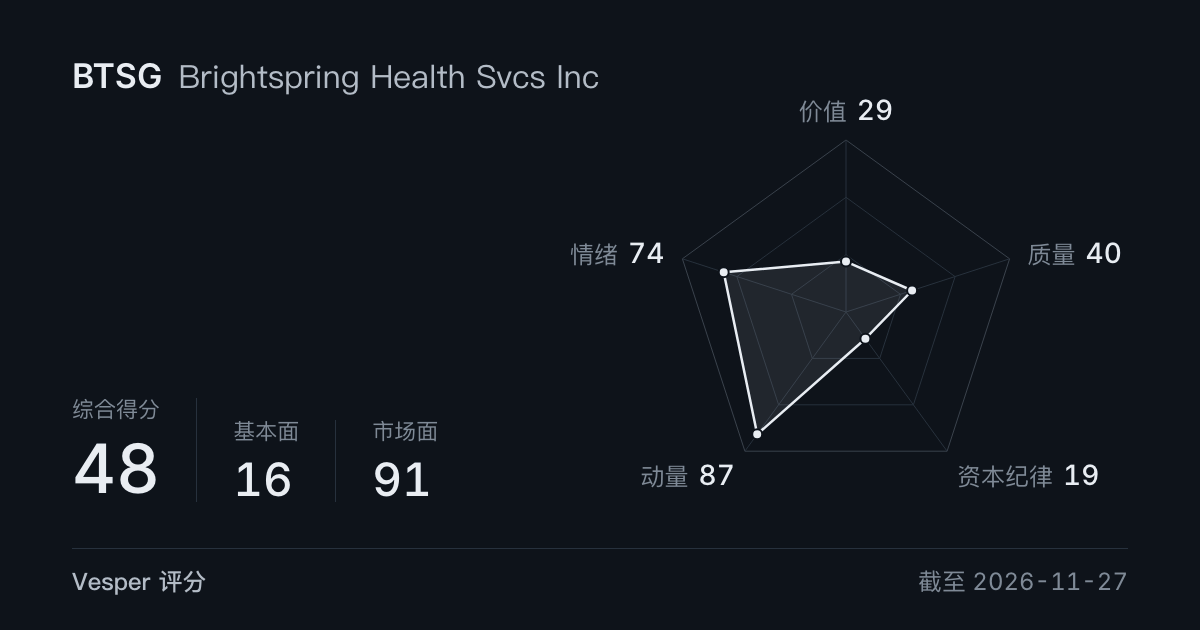 BTSG Brightspring Health Svcs Inc
价值 29
情绪 74
质量 40
综合得分
48
基本面
16
市场面
91
动量 87
资本纪律 19
Vesper 评分
截至 2026-11-27